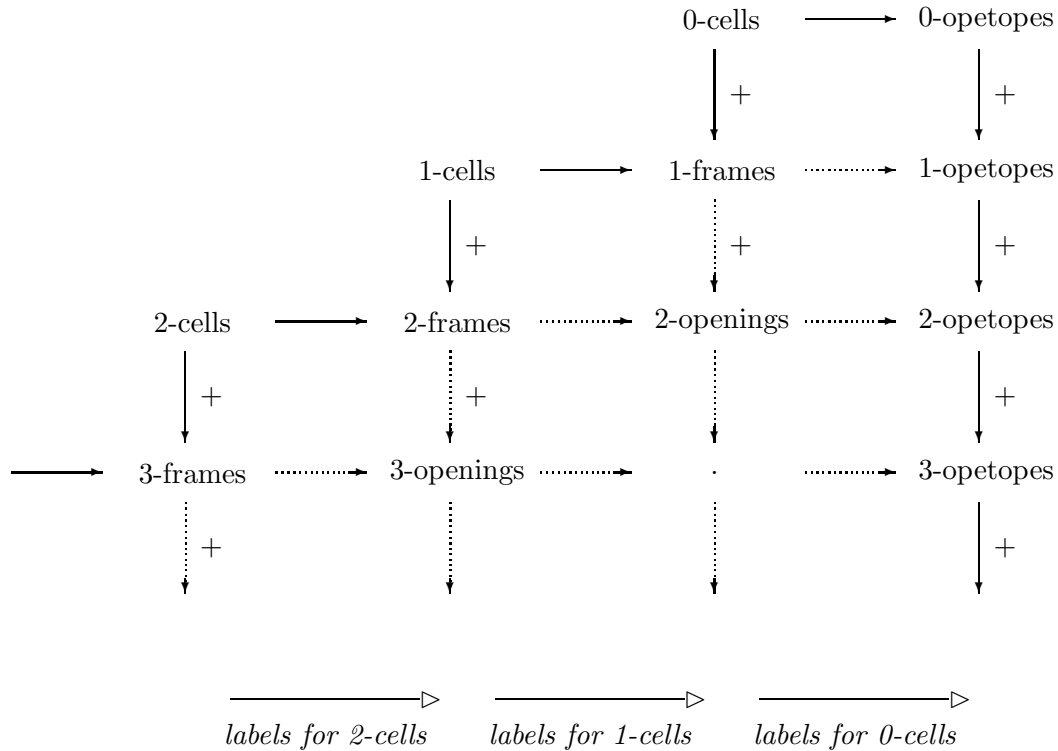 0-cells 0-opetopes
+ +
1-cells 1-frames 1-opetopes
+ + +
2-cells 2-frames 2-openings 2-opetopes
+ + +
3-frames 3-openings . 3-opetopes
+ +
labels for 2-cells labels for 1-cells labels for 0-cells